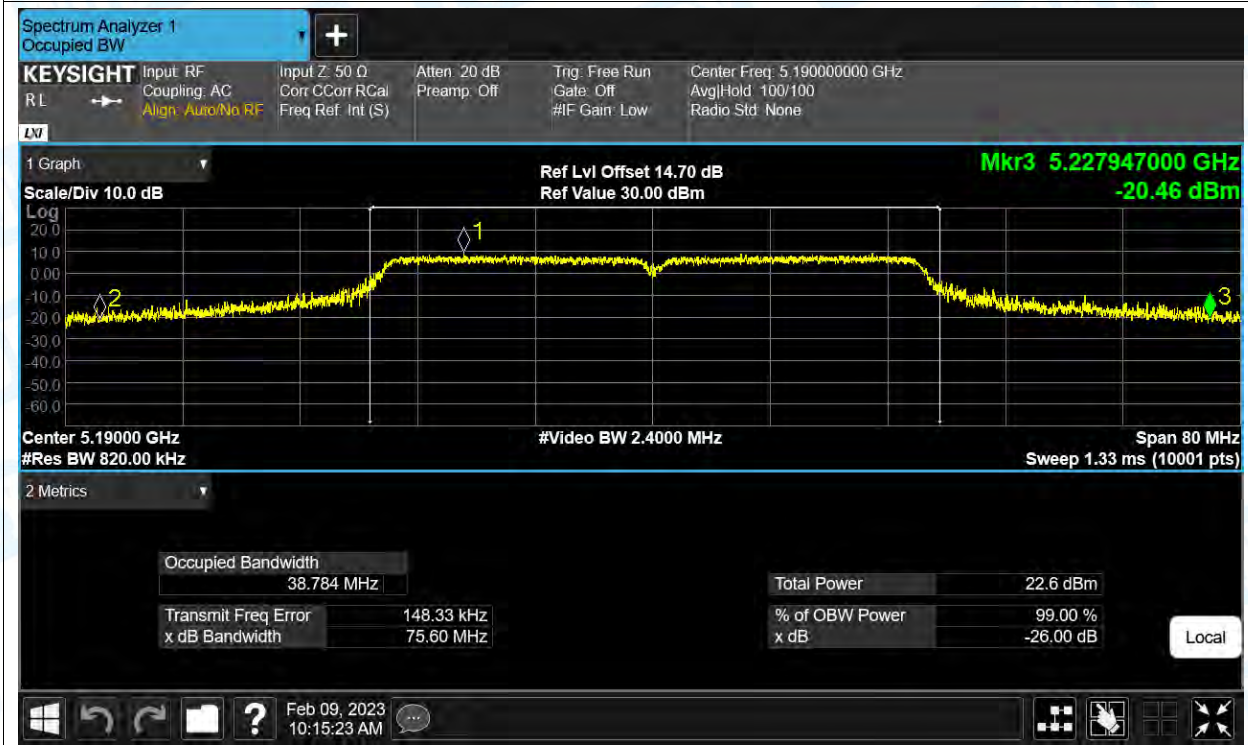 Spectrum Analyzer 1
Occupied BW
KEYSIGHT
R L
LXI
Input: RF
Coupling: AC
Align: Auto/No RF
Input Z: 50 Ω
Corr CCorr RCal
Freq Ref: Int (S)
Atten: 20 dB
Preamp: Off
Trig: Free Run
Gate: Off
#IF Gain: Low
Center Freq: 5.190000000 GHz
Avg|Hold: 100/100
Radio Std: None
1 Graph
Scale/Div 10.0 dB
Ref Lvl Offset 14.70 dB
Ref Value 30.00 dBm
Mkr3 5.227947000 GHz
-20.46 dBm
Log
20.0
10.0
0.00
-10.0
-20.0
-30.0
-40.0
-50.0
-60.0
1
2
3
Center 5.19000 GHz
#Video BW 2.4000 MHz
Span 80 MHz
#Res BW 820.00 kHz
Sweep 1.33 ms (10001 pts)
2 Metrics
Occupied Bandwidth
38.784 MHz
Total Power 22.6 dBm
Transmit Freq Error 148.33 kHz
% of OBW Power 99.00 %
x dB Bandwidth 75.60 MHz
x dB -26.00 dB
Local
?
Feb 09, 2023
10:15:23 AM